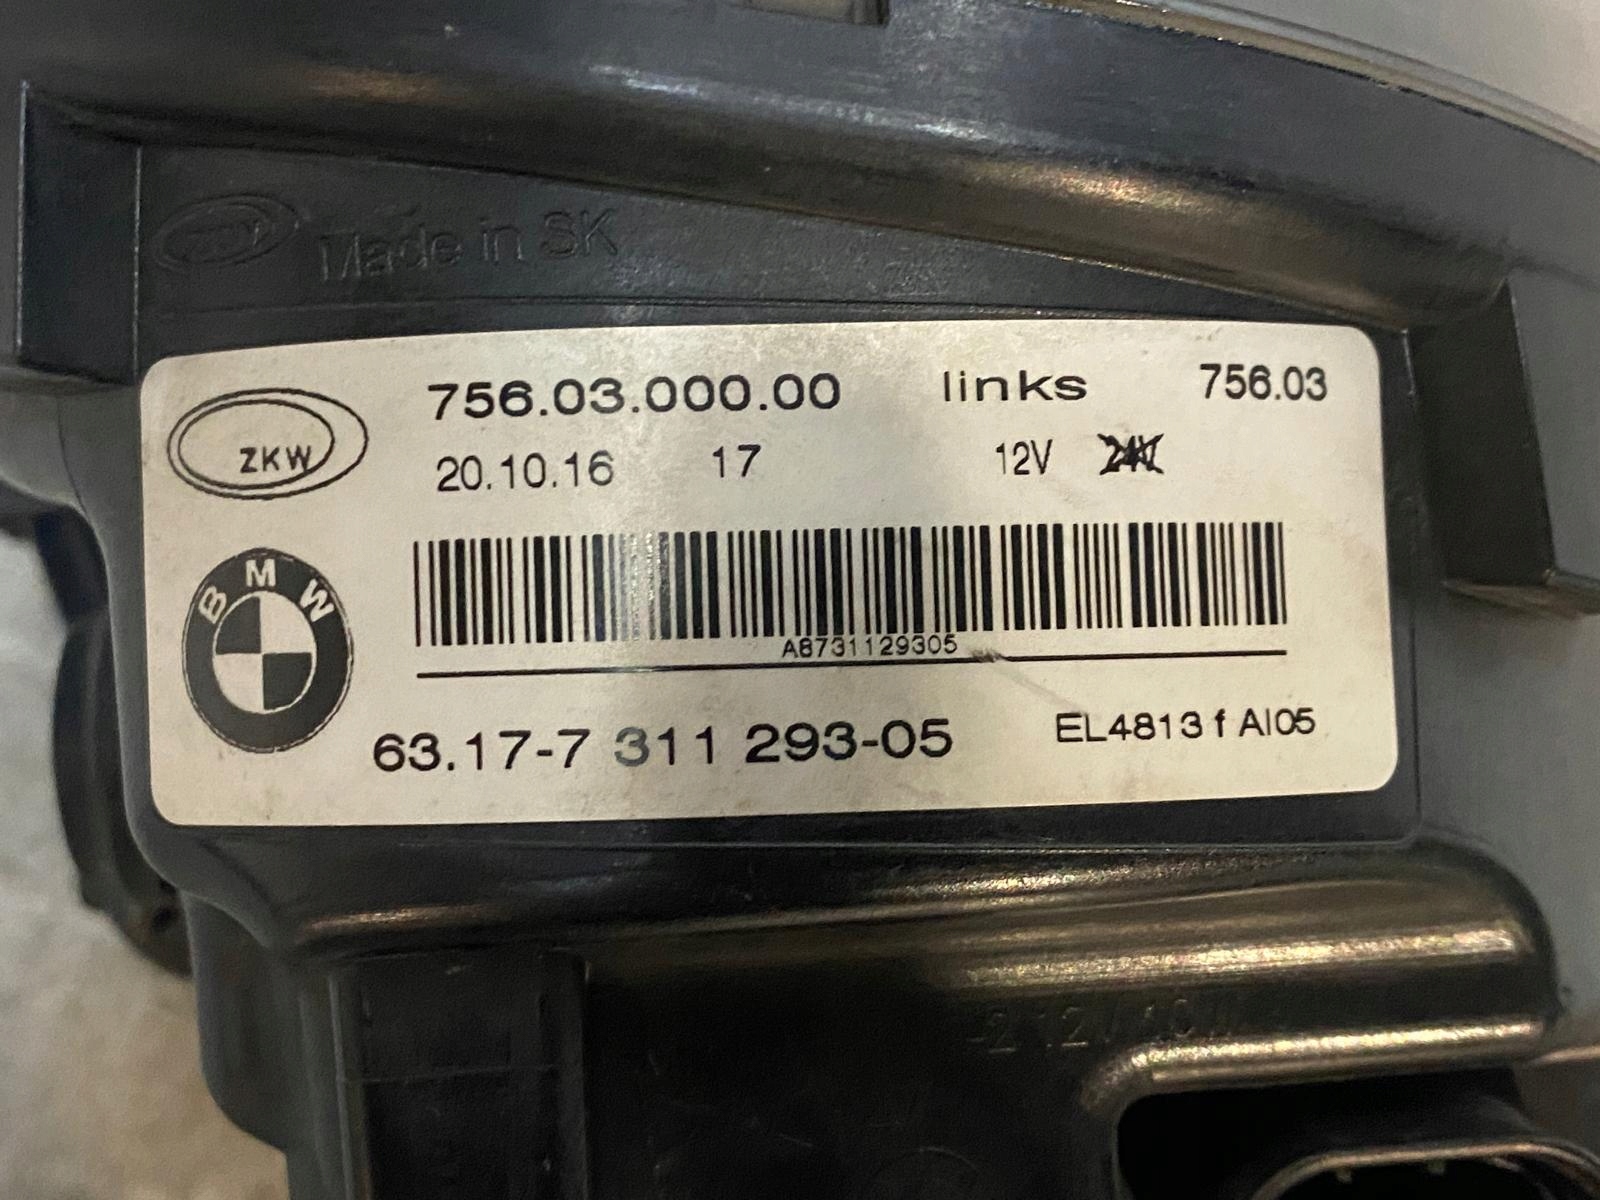 Made in SK
ZKW
756.03.000.00 links 756.03
20.10.16 17 12V 24V
BMW
A8731129305
63.17-7 311 293-05 EL4813 f AI05